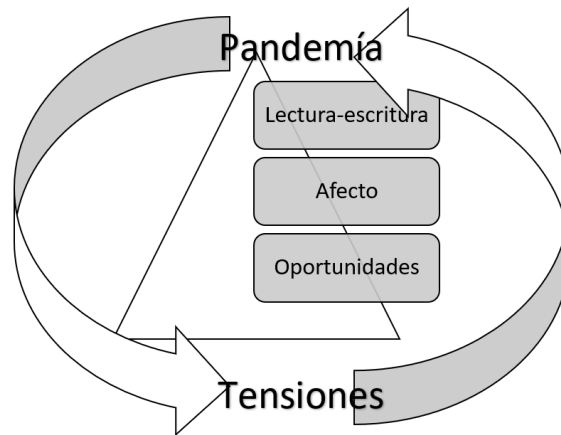 Pandemía
Lectura-escritura
Afecto
Oportunidades
Tensiones